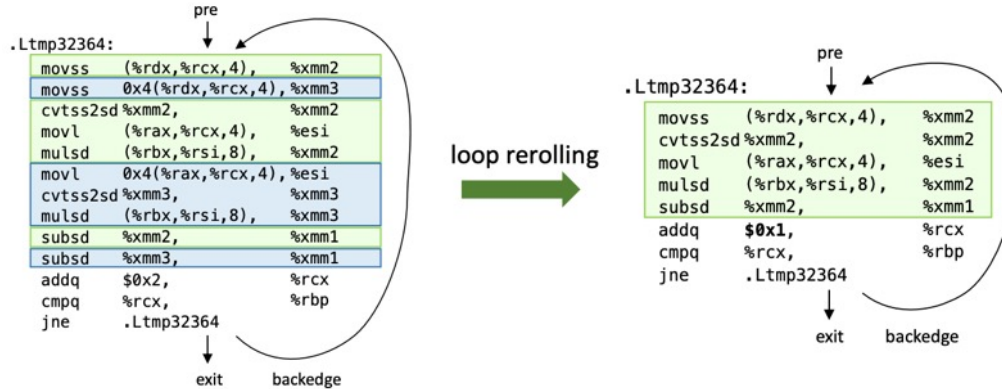 pre
.Ltmp32364:
movss (%rdx,%rcx,4), %xmm2
movss 0x4(%rdx,%rcx,4),%xmm3
cvtss2sd %xmm2, %xmm2
movl (%rax,%rcx,4), %esi
mulsd (%rbx,%rsi,8), %xmm2
movl 0x4(%rax,%rcx,4),%esi
cvtss2sd %xmm3, %xmm3
mulsd (%rbx,%rsi,8), %xmm3
subsd %xmm2, %xmm1
subsd %xmm3, %xmm1
addq $0x2, %rcx
cmpq %rcx, %rbp
jne .Ltmp32364
exit backedge
loop rerolling
pre
.Ltmp32364:
movss (%rdx,%rcx,4), %xmm2
cvtss2sd %xmm2, %xmm2
movl (%rax,%rcx,4), %esi
mulsd (%rbx,%rsi,8), %xmm2
subsd %xmm2, %xmm1
addq $0x1, %rcx
cmpq %rcx, %rbp
jne .Ltmp32364
exit backedge